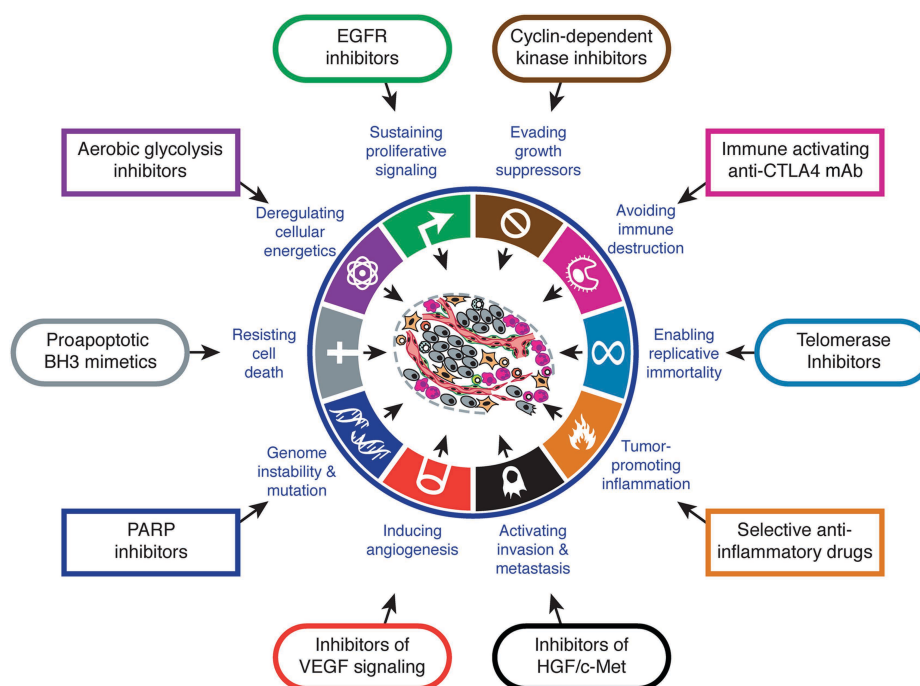 EGFR
inhibitors
Cyclin-dependent
kinase inhibitors
Sustaining
proliferative
signaling
Evading
growth
suppressors
Aerobic glycolysis
inhibitors
Immune activating
anti-CTLA4 mAb
Deregulating
cellular
energetics
Avoiding
immune
destruction
Proapoptotic
BH3 mimetics
Resisting
cell
death
Enabling
replicative
immortality
Telomerase
Inhibitors
Genome
instability &
mutation
Tumor-
promoting
inflammation
PARP
inhibitors
Inducing
angiogenesis
Activating
invasion &
metastasis
Selective anti-
inflammatory drugs
Inhibitors of
VEGF signaling
Inhibitors of
HGF/c-Met